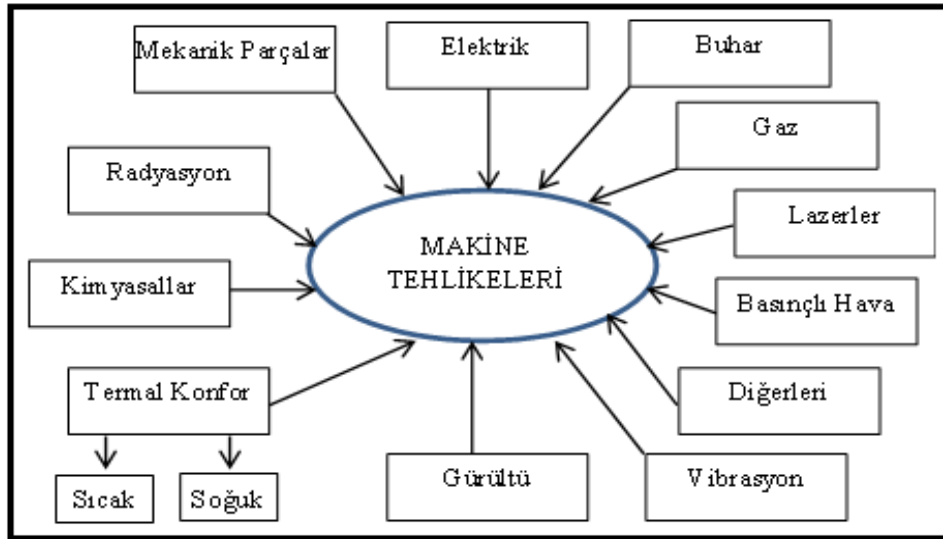 Mekanik Parçalar
Elektrik
Buhar
Gaz
Radyasyon
Lazerler
MAKİNE
TEHLİKELERİ
Kimyasallar
Basınçlı Hava
Termal Konfor
Diğerleri
Gürültü
Vibrasyon
Sıcak
Soğuk